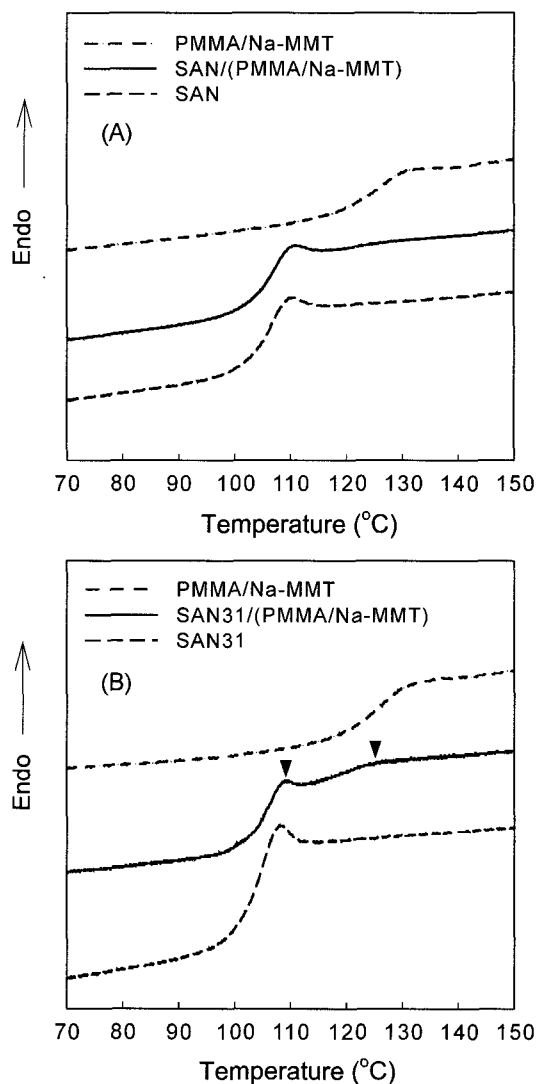 PMMA/Na-MMT
SAN/(PMMA/Na-MMT)
SAN
(A)
Endo
70 80 90 100 110 120 130 140 150
Temperature (°C)
PMMA/Na-MMT
SAN31/(PMMA/Na-MMT)
SAN31
(B)
Endo
70 80 90 100 110 120 130 140 150
Temperature (°C)